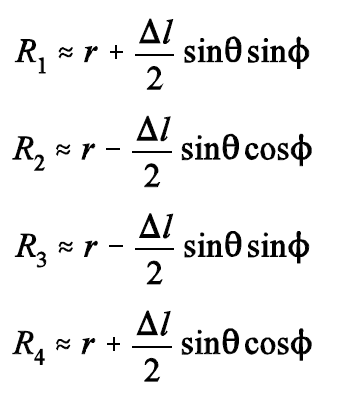 R₁ ≈ r + Δl/2 sinθ sinϕ
R₂ ≈ r − Δl/2 sinθ cosϕ
R₃ ≈ r − Δl/2 sinθ sinϕ
R₄ ≈ r + Δl/2 sinθ cosϕ